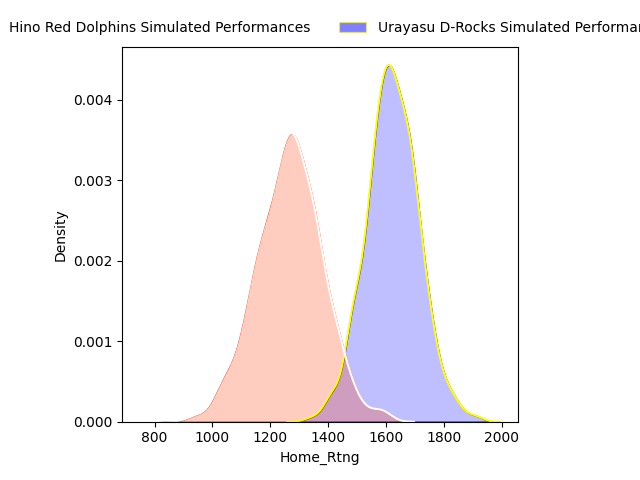 Hino Red Dolphins Simulated Performances
Urayasu D-Rocks Simulated
0.004
0.003
0.002
0.001
0.000
Density
800 1000 1200 1400 1600 1800 2000
Home_Rtng